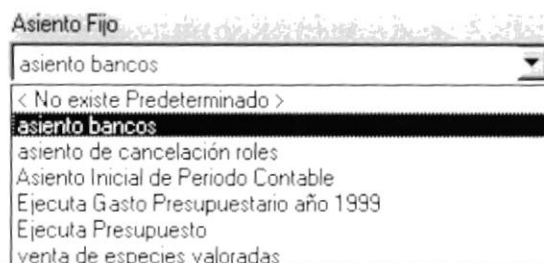 Asiento Fijo
asiento bancos
< No existe Predeterminado >
asiento bancos
asiento de cancelación roles
Asiento Inicial de Periodo Contable
Ejecuta Gasto Presupuestario año 1999
Ejecuta Presupuesto
venta de especies valoradas